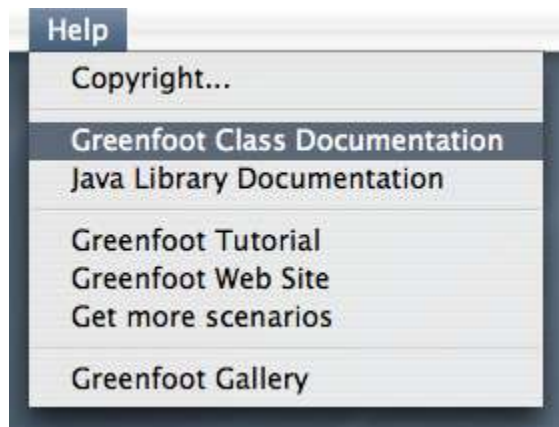 Help
Copyright...
Greenfoot Class Documentation
Java Library Documentation
Greenfoot Tutorial
Greenfoot Web Site
Get more scenarios
Greenfoot Gallery